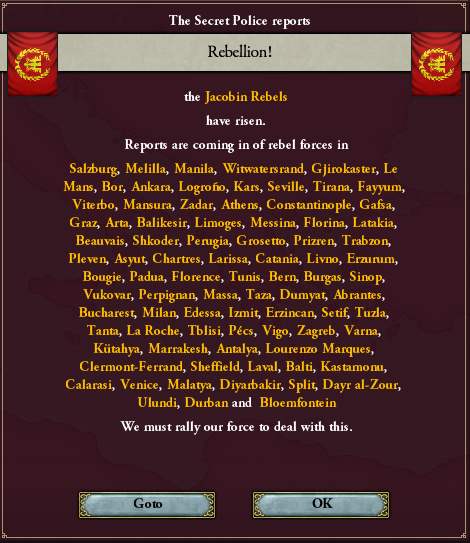 The Secret Police reports
Rebellion!
the Jacobin Rebels
have risen.
Reports are coming in of rebel forces in
Salzburg, Melilla, Manila, Witwatersrand, Gjirokaster, Le
Mans, Bor, Ankara, Logroño, Kars, Seville, Tirana, Fayyum,
Viterbo, Mansura, Zadar, Athens, Constantinople, Gafsa,
Graz, Arta, Balikesir, Limoges, Messina, Florina, Latakia,
Beauvais, Shkoder, Perugia, Grosetto, Prizren, Trabzon,
Pleven, Asyut, Chartres, Larissa, Catania, Livno, Erzurum,
Bougie, Padua, Florence, Tunis, Bern, Burgas, Sinop,
Vukovar, Perpignan, Massa, Taza, Dumyat, Abrantes,
Bucharest, Milan, Edessa, Izmit, Erzincan, Setif, Tuzla,
Tanta, La Roche, Tblisi, Pécs, Vigo, Zagreb, Varna,
Kütahya, Marrakesh, Antalya, Lourenzo Marques,
Clermont-Ferrand, Sheffield, Laval, Balti, Kastamonu,
Calarasi, Venice, Malatya, Diyarbakir, Split, Dayr al-Zour,
Ulundi, Durban and Bloemfontein
We must rally our force to deal with this.
Goto
OK